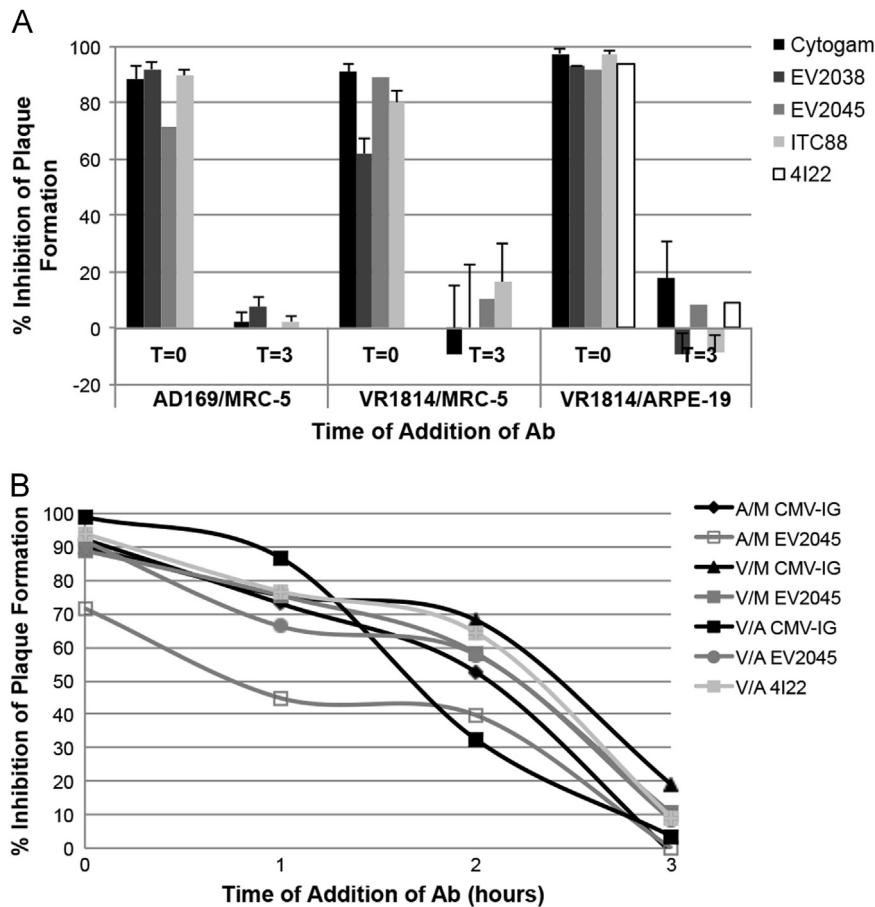 A
% Inhibition of Plaque
Formation
100
80
60
40
20
0
-20
T=0
T=3
T=0
T=3
T=0
T=3
AD169/MRC-5
VR1814/MRC-5
VR1814/ARPE-19
Time of Addition of Ab
Cytogam
EV2038
EV2045
ITC88
4I22
B
% Inhibition of Plaque Formation
100
90
80
70
60
50
40
30
20
10
0
0
1
2
3
Time of Addition of Ab (hours)
A/M CMV-IG
A/M EV2045
V/M CMV-IG
V/M EV2045
V/A CMV-IG
V/A EV2045
V/A 4I22